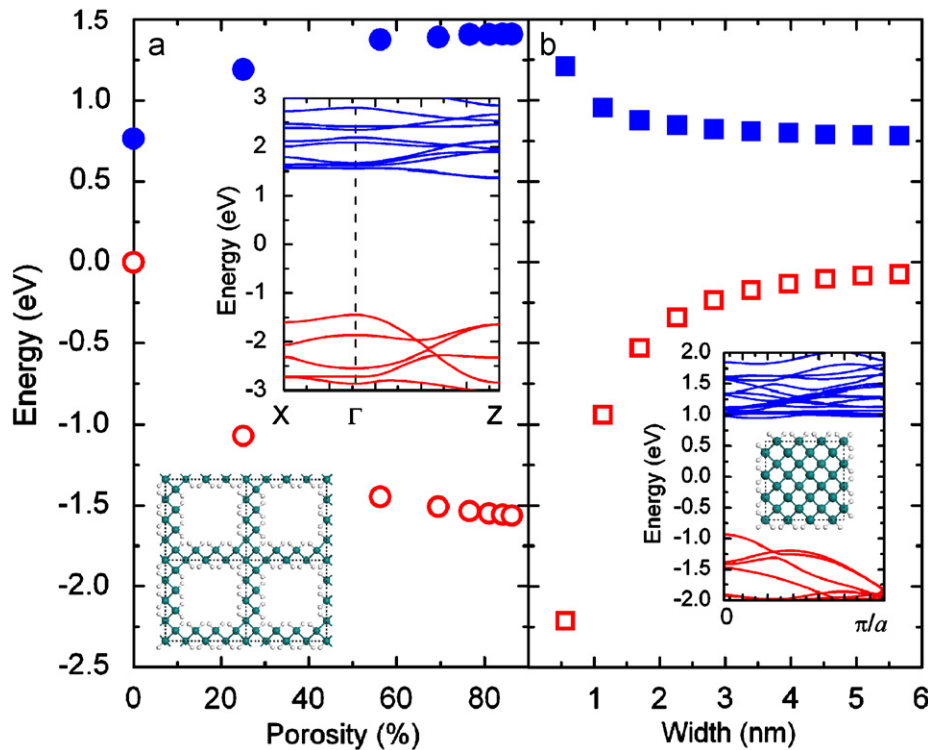 a
b
Energy (eV)
1.5
1.0
0.5
0.0
-0.5
-1.0
-1.5
-2.0
-2.5
0 20 40 60 80
Porosity (%)
Energy (eV)
3
2
1
0
-1
-2
-3
X Γ Z
1 2 3 4 5 6
Width (nm)
Energy (eV)
2.0
1.5
1.0
0.5
0.0
-0.5
-1.0
-1.5
-2.0
0 π/a